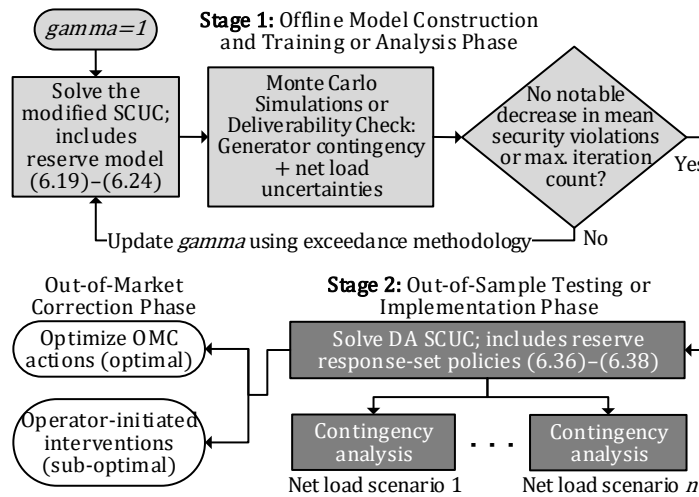 gamma=1
Stage 1: Offline Model Construction
and Training or Analysis Phase
Solve the
modified SCUC;
includes
reserve model
(6.19)–(6.24)
Monte Carlo
Simulations or
Deliverability Check:
Generator contingency
+ net load
uncertainties
No notable
decrease in mean
security violations
or max. iteration
count?
Yes
Update gamma using exceedance methodology
No
Out-of-Market
Correction Phase
Optimize OMC
actions (optimal)
Operator-initiated
interventions
(sub-optimal)
Stage 2: Out-of-Sample Testing or
Implementation Phase
Solve DA SCUC; includes reserve
response-set policies (6.36)–(6.38)
Contingency
analysis
. . .
Contingency
analysis
Net load scenario 1
Net load scenario n